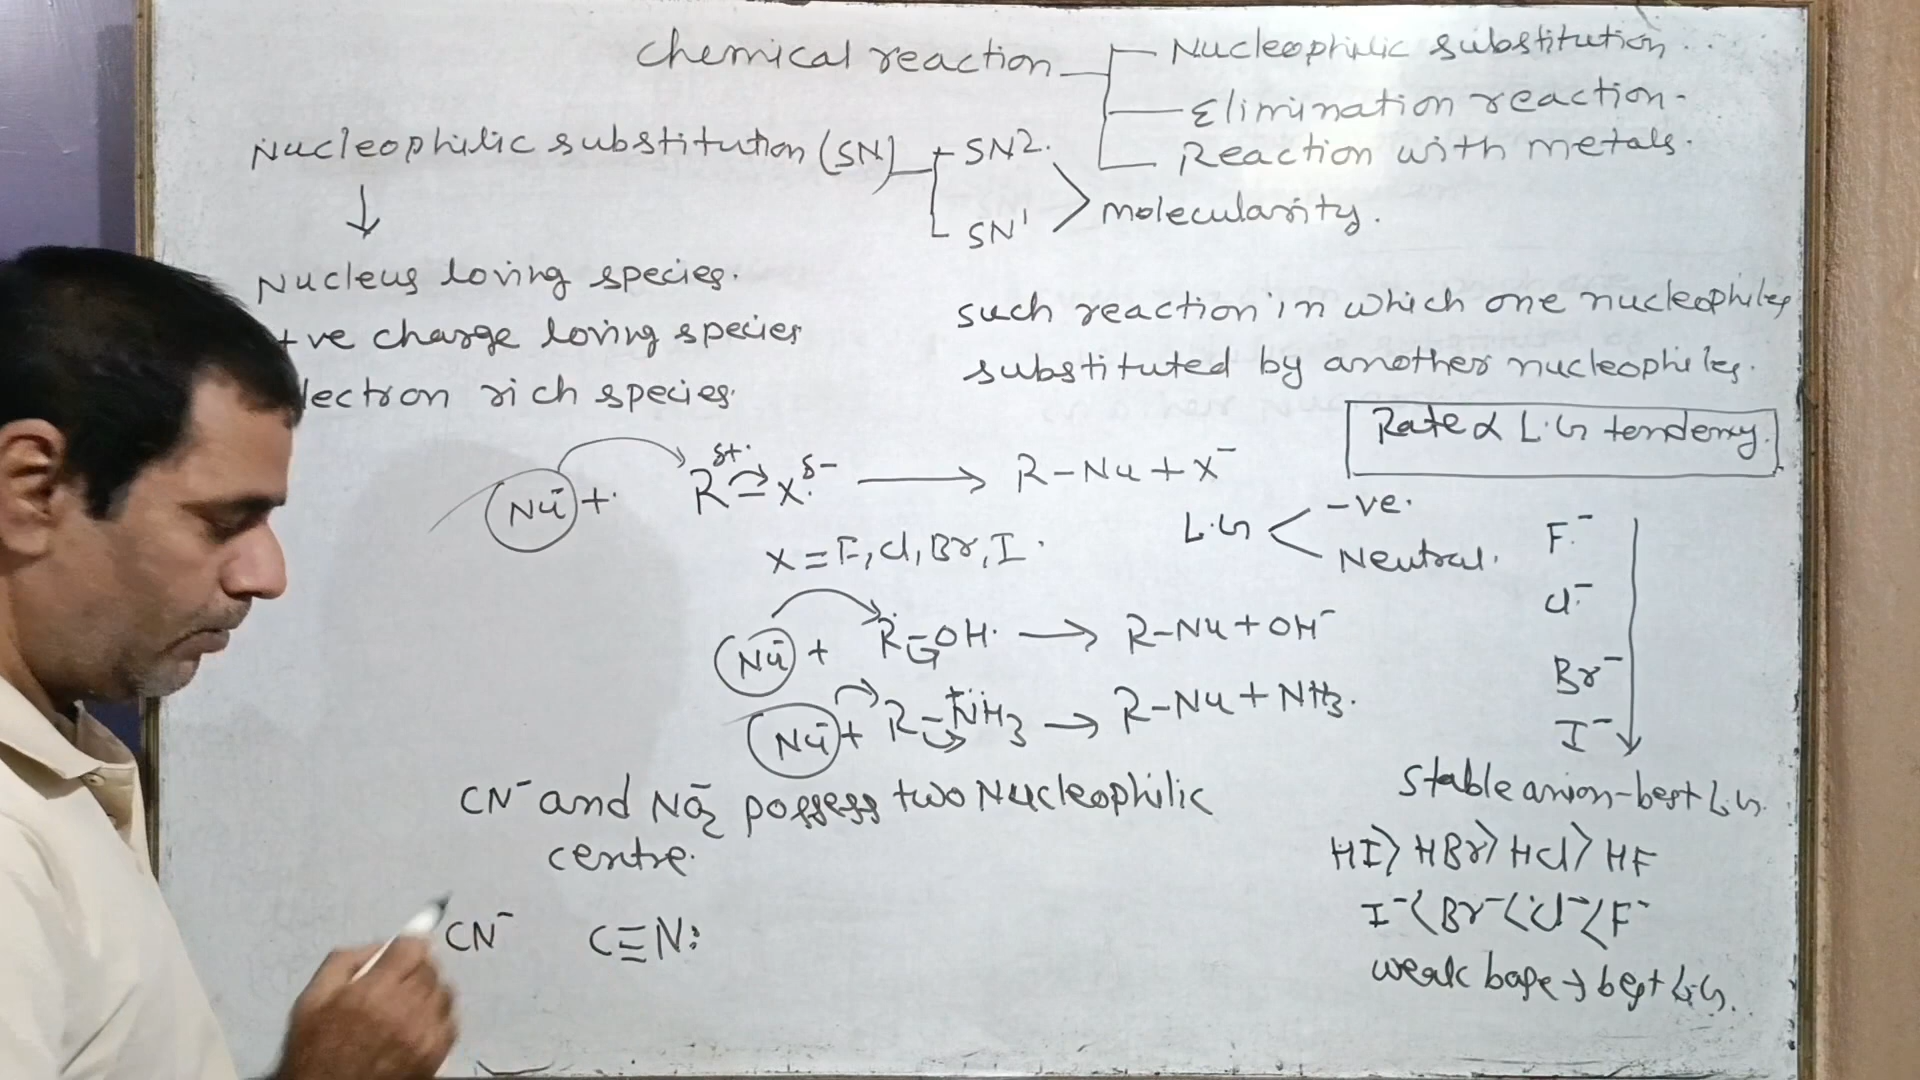 chemical reaction
Nucleophilic substitution
Elimination reaction
Reaction with metals.
Nucleophilic substitution (SN)
SN2.
SN1
molecularity.
Nucleus loving species.
+ve charge loving species
lectron rich species.
such reaction in which one nucleophiles
substituted by another nucleophiles.
Rate ∝ L.G tendency.
Nu⁻ + R^δ+ – X^δ- → R-Nu + X⁻
X = F, Cl, Br, I.
L.G < -ve.
Neutral.
F⁻
Cl⁻
Br⁻
I⁻
Nu⁻ + R-OH → R-Nu + OH⁻
Nu⁻ + R-N⁺H3 → R-Nu + NH3.
stable anion-best L.G.
HI > HBr > HCl > HF
I⁻ < Br⁻ < Cl⁻ < F⁻
weak base → best L.G.
CN⁻ and NO2⁻ possess two Nucleophilic
centre.
CN⁻ C≡N: